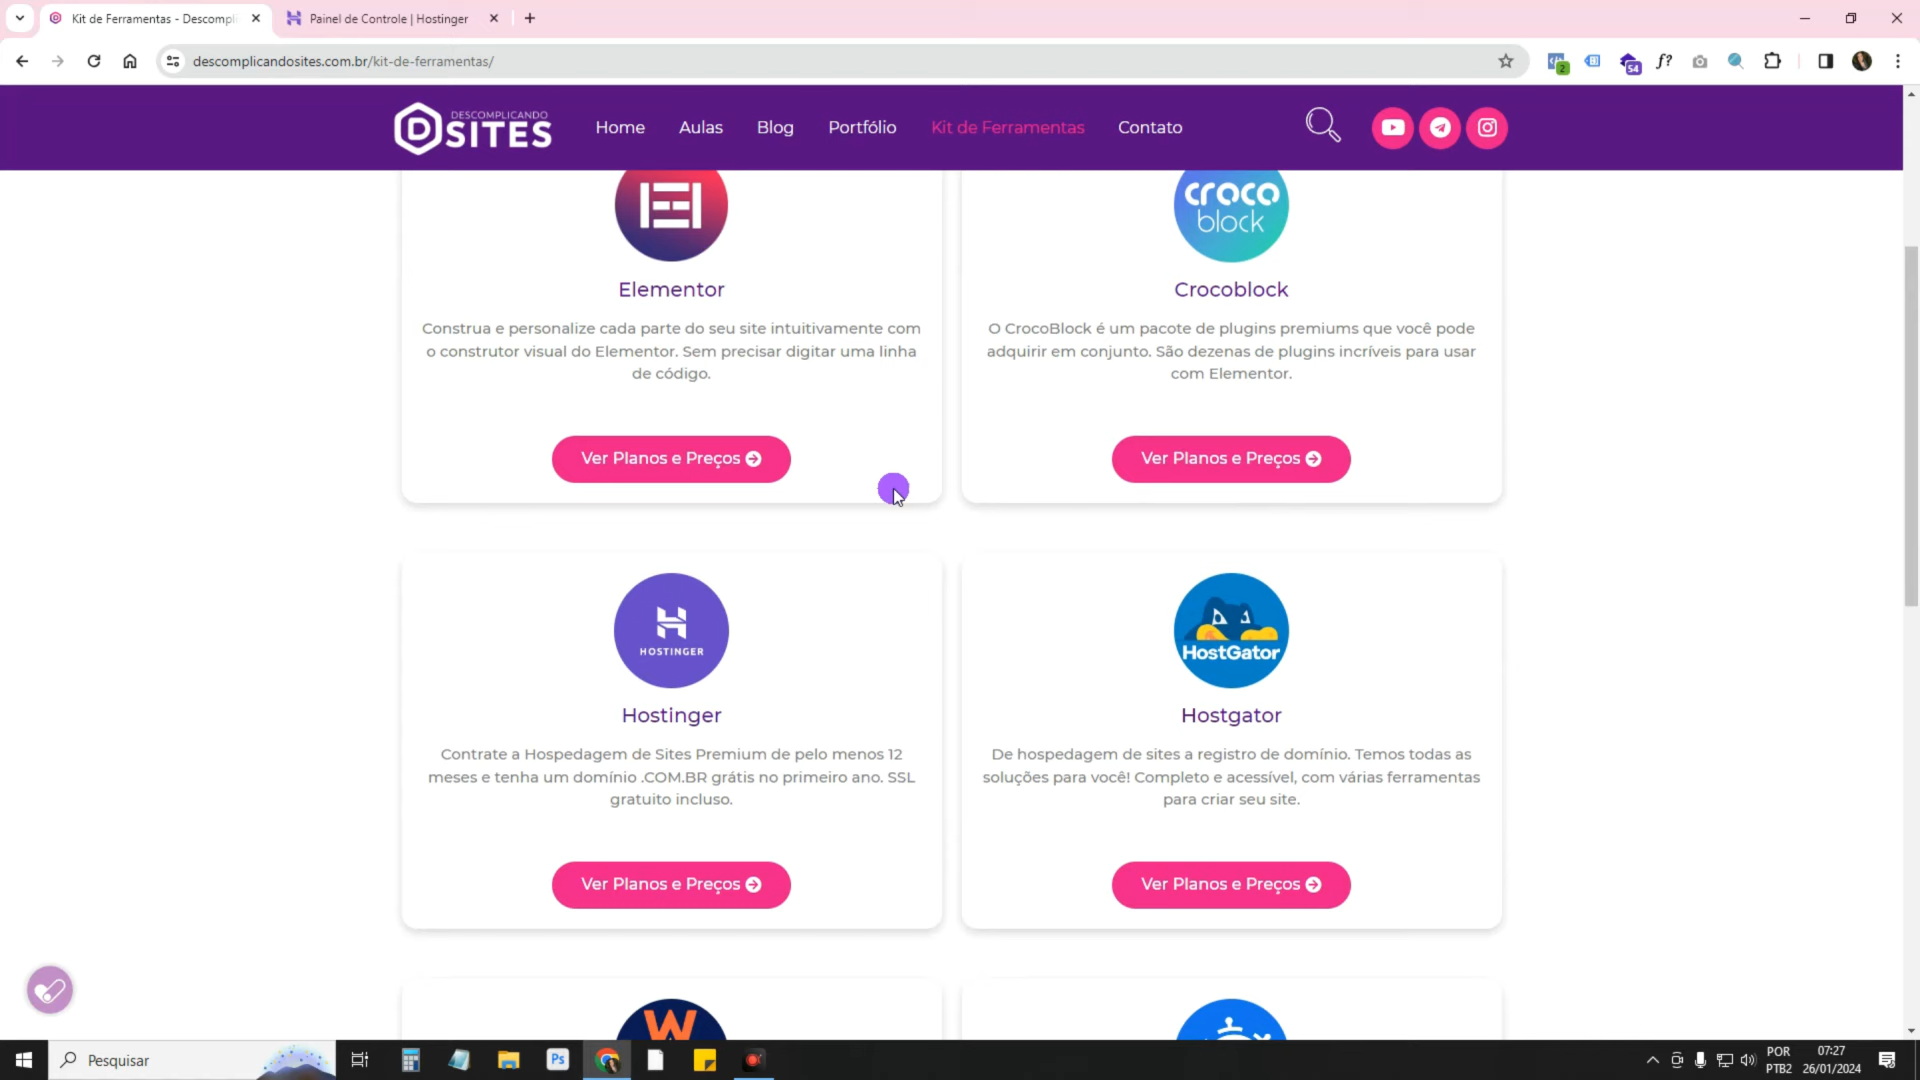 Kit de Ferramentas - Descompli
Painel de Controle | Hostinger
descomplicandosites.com.br/kit-de-ferramentas/
2
54
f?
DESCOMPLICANDO
DSITES
Home
Aulas
Blog
Portfólio
Kit de Ferramentas
Contato
croco
block
Elementor
Crocoblock
Construa e personalize cada parte do seu site intuitivamente com
o construtor visual do Elementor. Sem precisar digitar uma linha
de código.
O CrocoBlock é um pacote de plugins premiums que você pode
adquirir em conjunto. São dezenas de plugins incríveis para usar
com Elementor.
Ver Planos e Preços
Ver Planos e Preços
HOSTINGER
HostGator
Hostinger
Hostgator
Contrate a Hospedagem de Sites Premium de pelo menos 12
meses e tenha um domínio .COM.BR grátis no primeiro ano. SSL
gratuito incluso.
De hospedagem de sites a registro de domínio. Temos todas as
soluções para você! Completo e acessível, com várias ferramentas
para criar seu site.
Ver Planos e Preços
Ver Planos e Preços
W
Pesquisar
Ps
POR
PTB2
07:27
26/01/2024